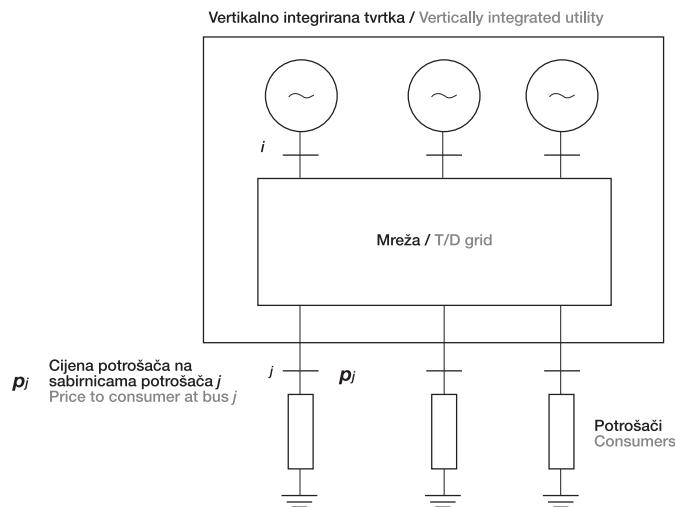 Vertikalno integrirana tvrtka / Vertically integrated utility
i
Mreža / T/D grid
pj
Cijena potrošača na
sabirnicama potrošača j
Price to consumer at bus j
j
pj
Potrošači
Consumers